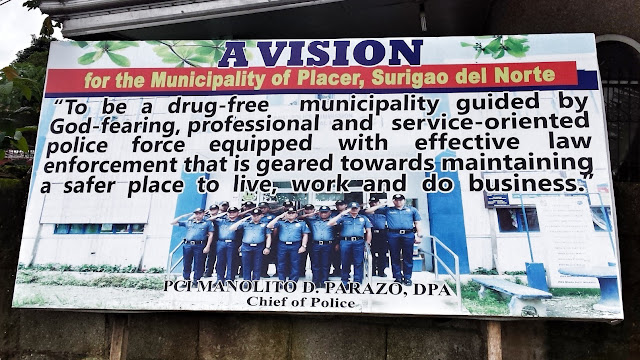 A VISION
for the Municipality of Placer, Surigao del Norte
“To be a drug-free municipality guided by
God-fearing, professional and service-oriented
police force equipped with effective law
enforcement that is geared towards maintaining
a safer place to live, work and do business.”
PCI MANOLITO D. PARAZO, DPA
Chief of Police